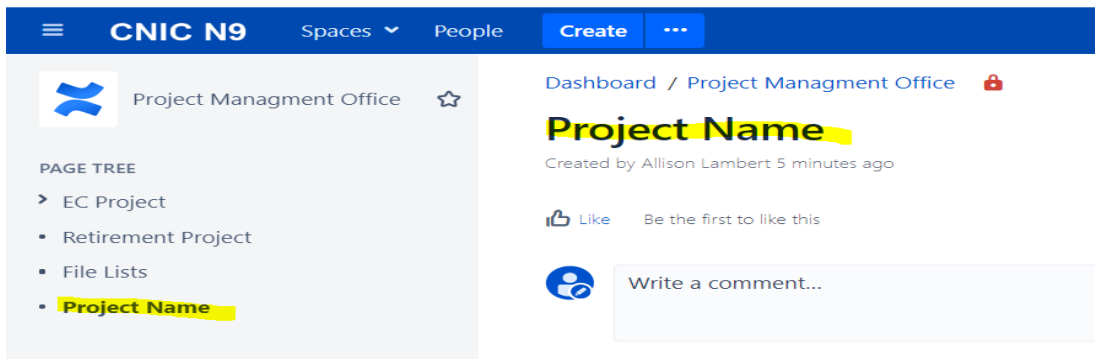 CNIC N9 Spaces People Create ...
Project Managment Office
PAGE TREE
EC Project
Retirement Project
File Lists
Project Name
Dashboard / Project Managment Office
Project Name
Created by Allison Lambert 5 minutes ago
Like Be the first to like this
Write a comment...